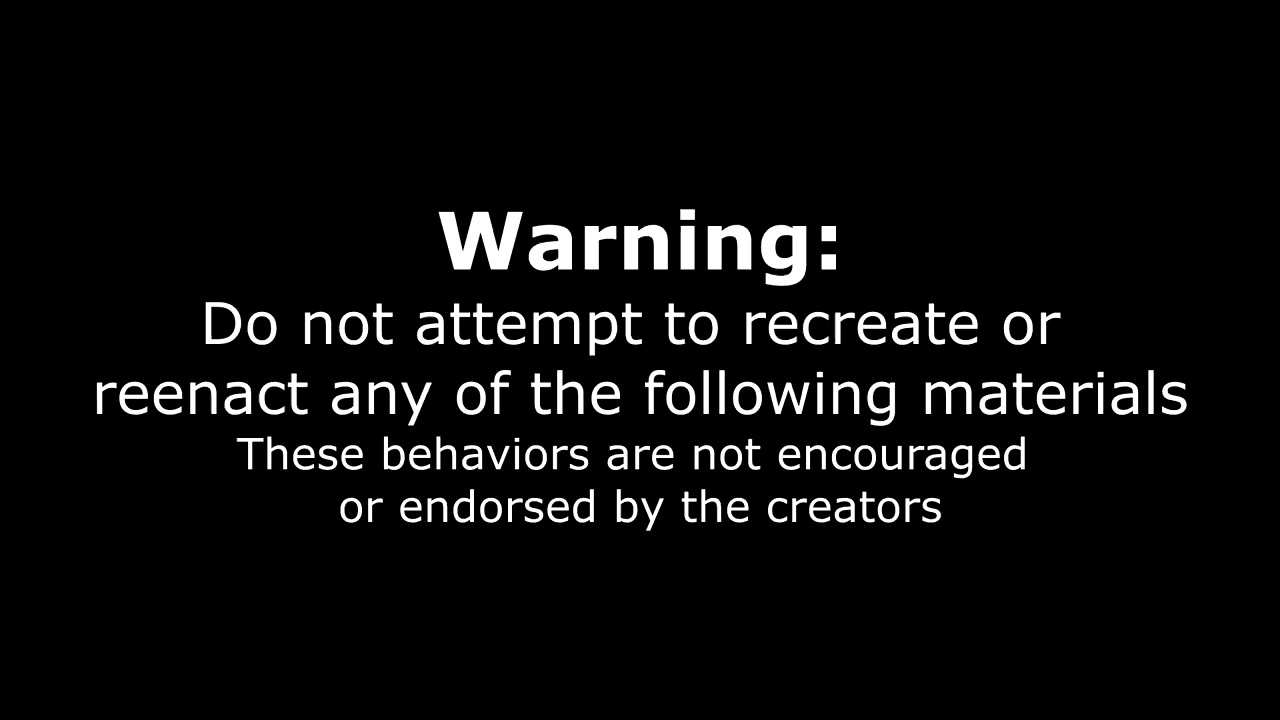 Warning:
Do not attempt to recreate or
reenact any of the following materials
These behaviors are not encouraged
or endorsed by the creators